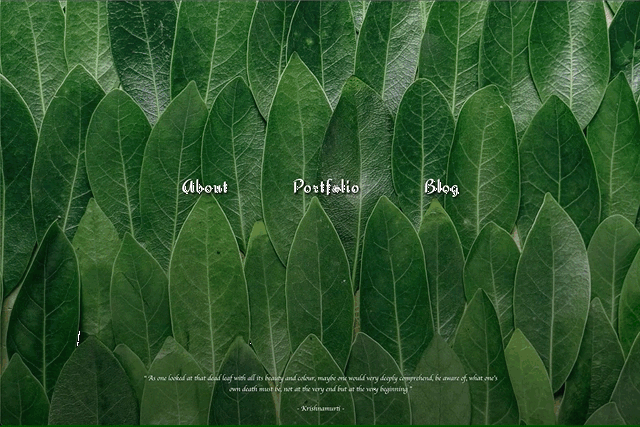 About Portfolio Blog
" As one looked at that dead leaf with all its beauty and colour, maybe one would very deeply comprehend, be aware of, what one's
own death must be, not at the very end but at the very beginning "
- Krishnamurti -